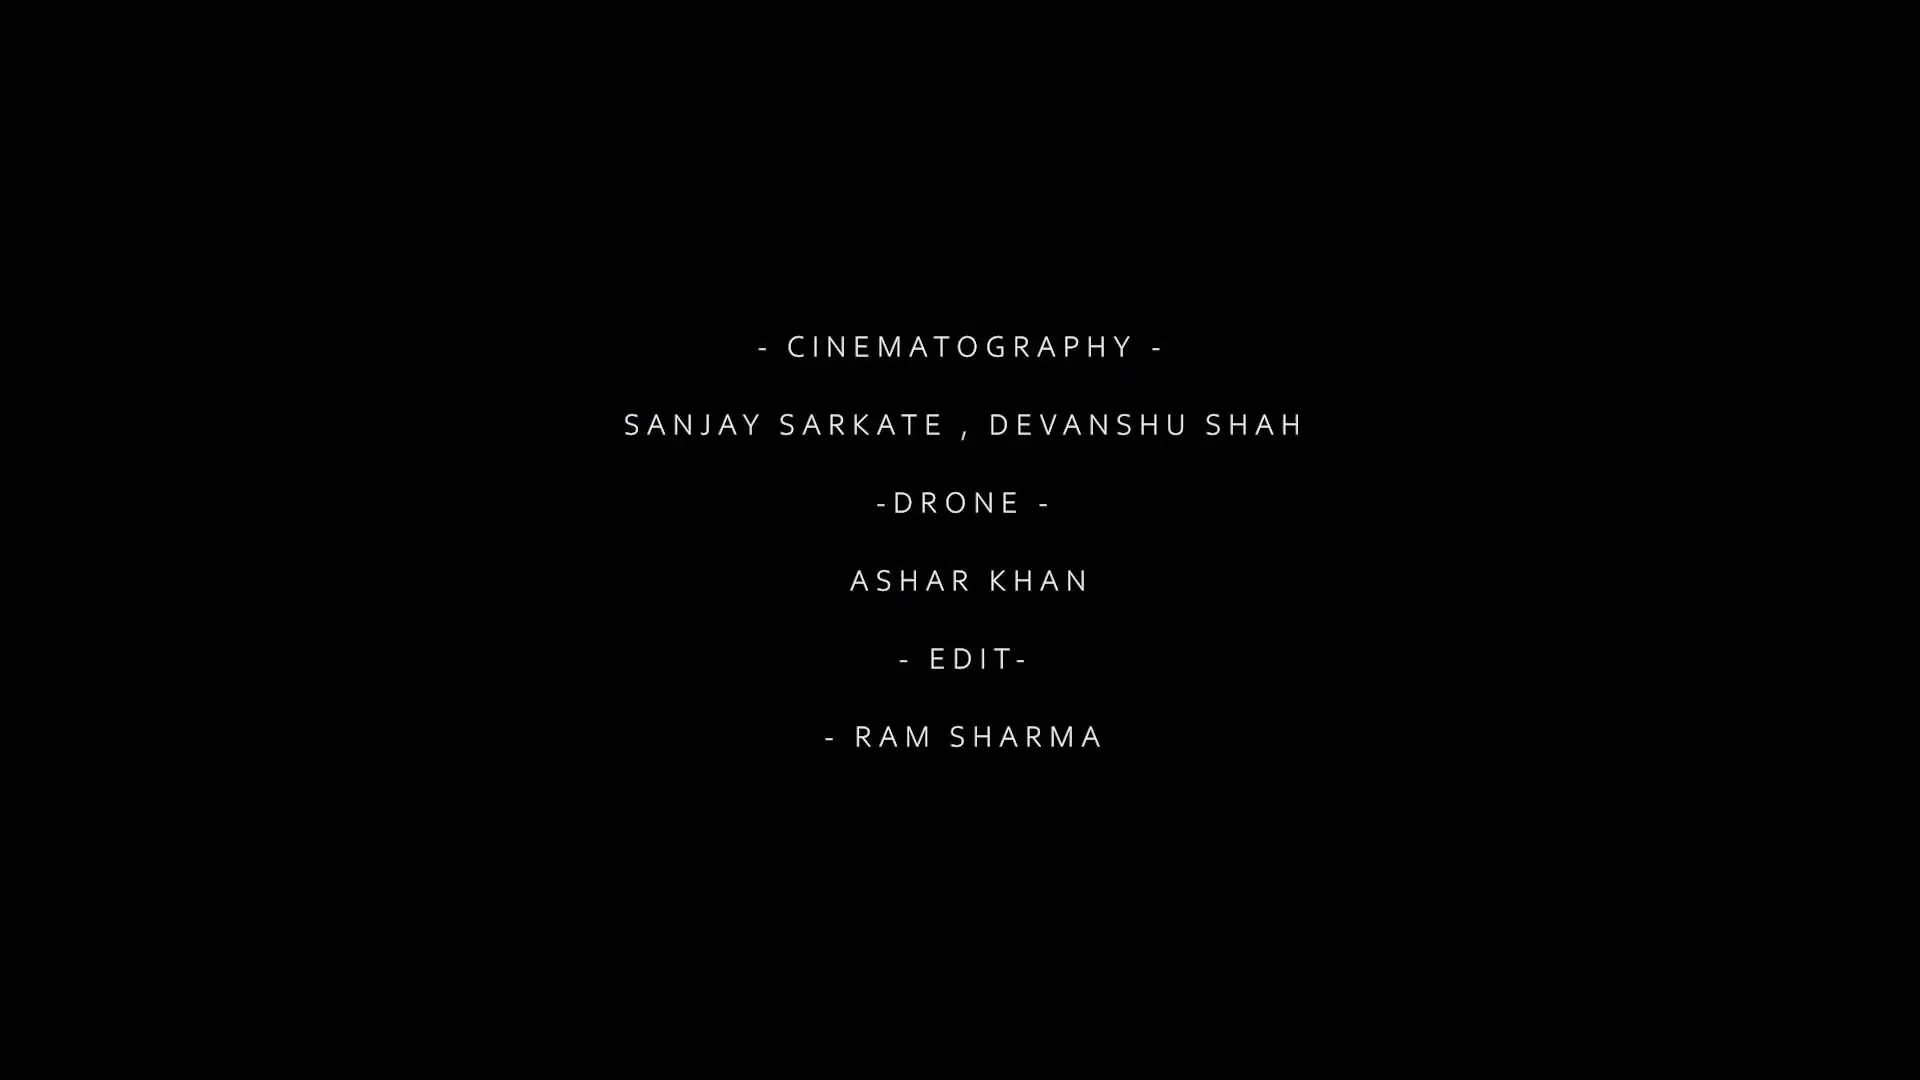 - CINEMATOGRAPHY -
SANJAY SARKATE , DEVANSHU SHAH
-DRONE -
ASHAR KHAN
- EDIT-
- RAM SHARMA